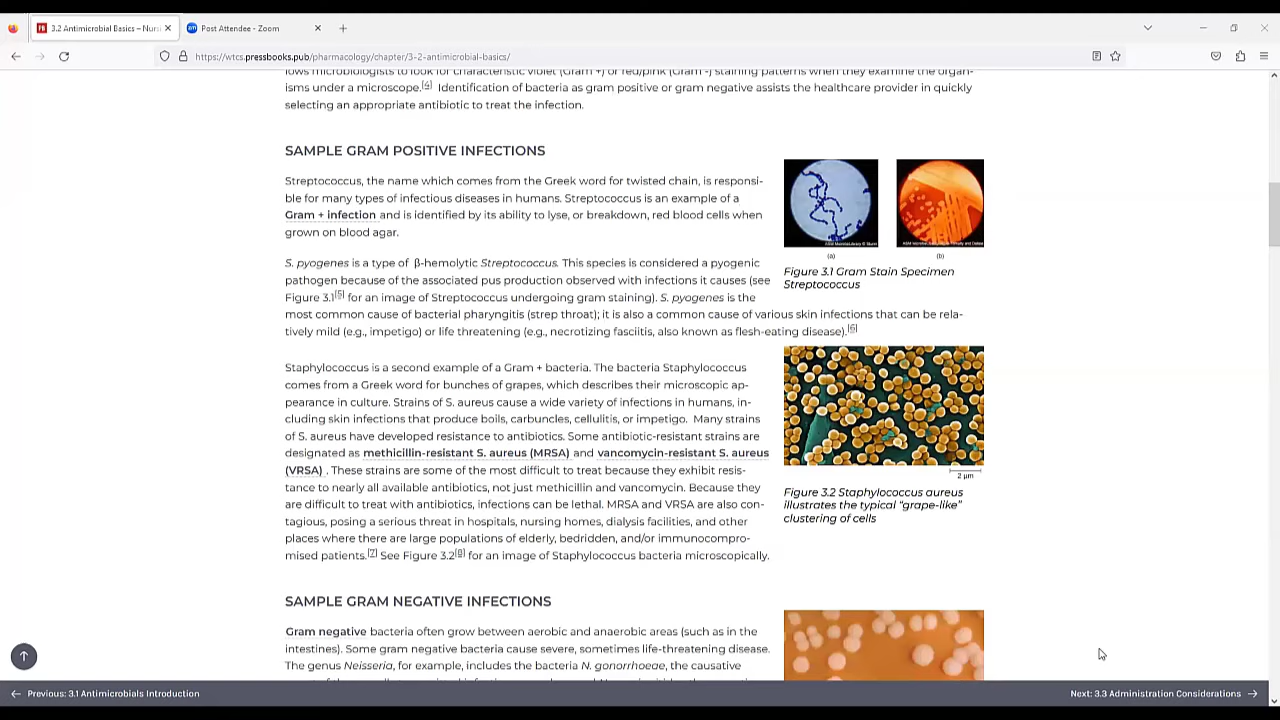 3.2 Antimicrobial Basics – Nurs
Post Attendee - Zoom
https://wtcs.pressbooks.pub/pharmacology/chapter/3-2-antimicrobial-basics/
lows microbiologists to look for characteristic violet (Gram +) or red/pink (Gram -) staining patterns when they examine the organ-
isms under a microscope.[4] Identification of bacteria as gram positive or gram negative assists the healthcare provider in quickly
selecting an appropriate antibiotic to treat the infection.
SAMPLE GRAM POSITIVE INFECTIONS
Streptococcus, the name which comes from the Greek word for twisted chain, is responsi-
ble for many types of infectious diseases in humans. Streptococcus is an example of a
Gram + infection and is identified by its ability to lyse, or breakdown, red blood cells when
grown on blood agar.
(a)
(b)
Figure 3.1 Gram Stain Specimen
Streptococcus
S. pyogenes is a type of β-hemolytic Streptococcus. This species is considered a pyogenic
pathogen because of the associated pus production observed with infections it causes (see
Figure 3.1[5] for an image of Streptococcus undergoing gram staining). S. pyogenes is the
most common cause of bacterial pharyngitis (strep throat); it is also a common cause of various skin infections that can be rela-
tively mild (e.g., impetigo) or life threatening (e.g., necrotizing fasciitis, also known as flesh-eating disease).[6]
Staphylococcus is a second example of a Gram + bacteria. The bacteria Staphylococcus
comes from a Greek word for bunches of grapes, which describes their microscopic ap-
pearance in culture. Strains of S. aureus cause a wide variety of infections in humans, in-
cluding skin infections that produce boils, carbuncles, cellulitis, or impetigo. Many strains
of S. aureus have developed resistance to antibiotics. Some antibiotic-resistant strains are
designated as methicillin-resistant S. aureus (MRSA) and vancomycin-resistant S. aureus
(VRSA) . These strains are some of the most difficult to treat because they exhibit resis-
tance to nearly all available antibiotics, not just methicillin and vancomycin. Because they
are difficult to treat with antibiotics, infections can be lethal. MRSA and VRSA are also con-
tagious, posing a serious threat in hospitals, nursing homes, dialysis facilities, and other
places where there are large populations of elderly, bedridden, and/or immunocompro-
mised patients.[7] See Figure 3.2[8] for an image of Staphylococcus bacteria microscopically.
2 µm
Figure 3.2 Staphylococcus aureus
illustrates the typical “grape-like”
clustering of cells
SAMPLE GRAM NEGATIVE INFECTIONS
Gram negative bacteria often grow between aerobic and anaerobic areas (such as in the
intestines). Some gram negative bacteria cause severe, sometimes life-threatening disease.
The genus Neisseria, for example, includes the bacteria N. gonorrhoeae, the causative
Previous: 3.1 Antimicrobials Introduction
Next: 3.3 Administration Considerations